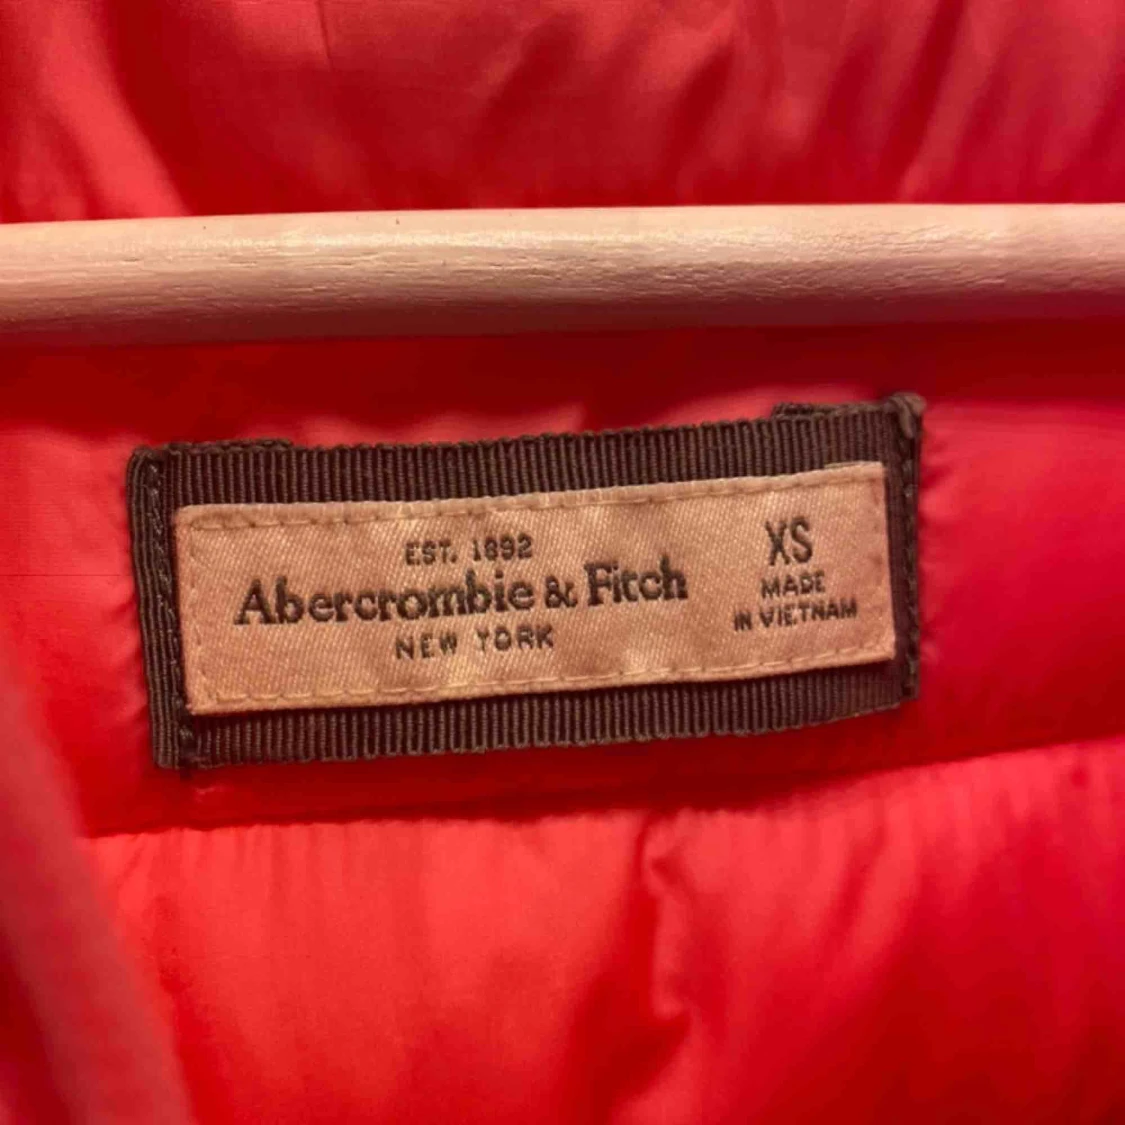 EST. 1892
Abercrombie & Fitch
NEW YORK
XS
MADE
IN VIETNAM